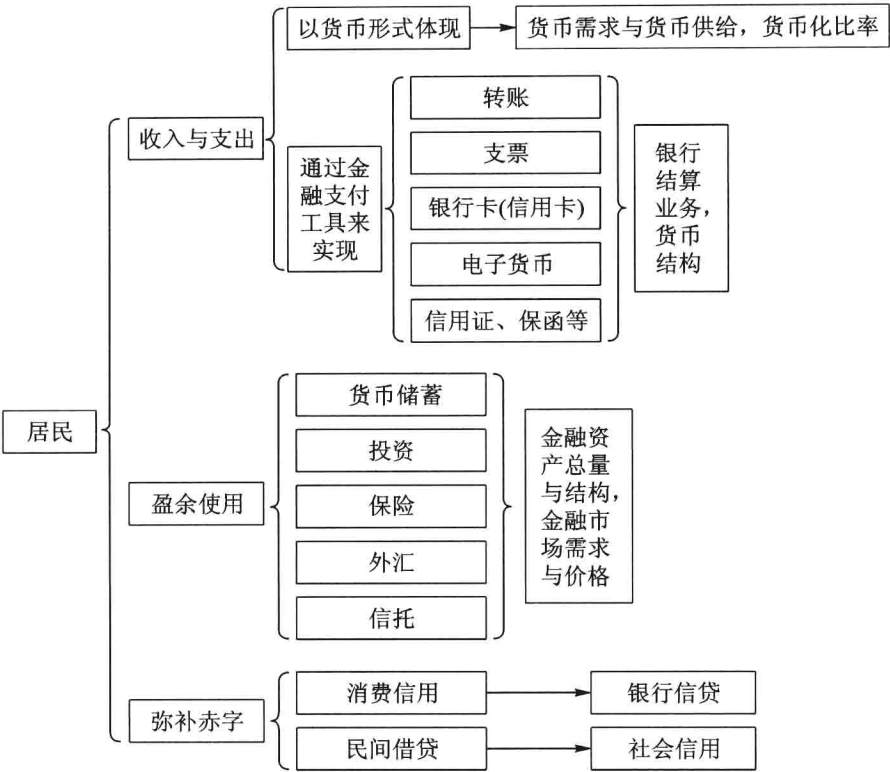 以货币形式体现
货币需求与货币供给，货币化比率
收入与支出
通过金
融支付
工具来
实现
转账
支票
银行卡(信用卡)
电子货币
信用证、保函等
银行
结算
业务，
货币
结构
居民
盈余使用
货币储蓄
投资
保险
外汇
信托
金融资
产总量
与结构，
金融市
场需求
与价格
弥补赤字
消费信用
银行信贷
民间借贷
社会信用